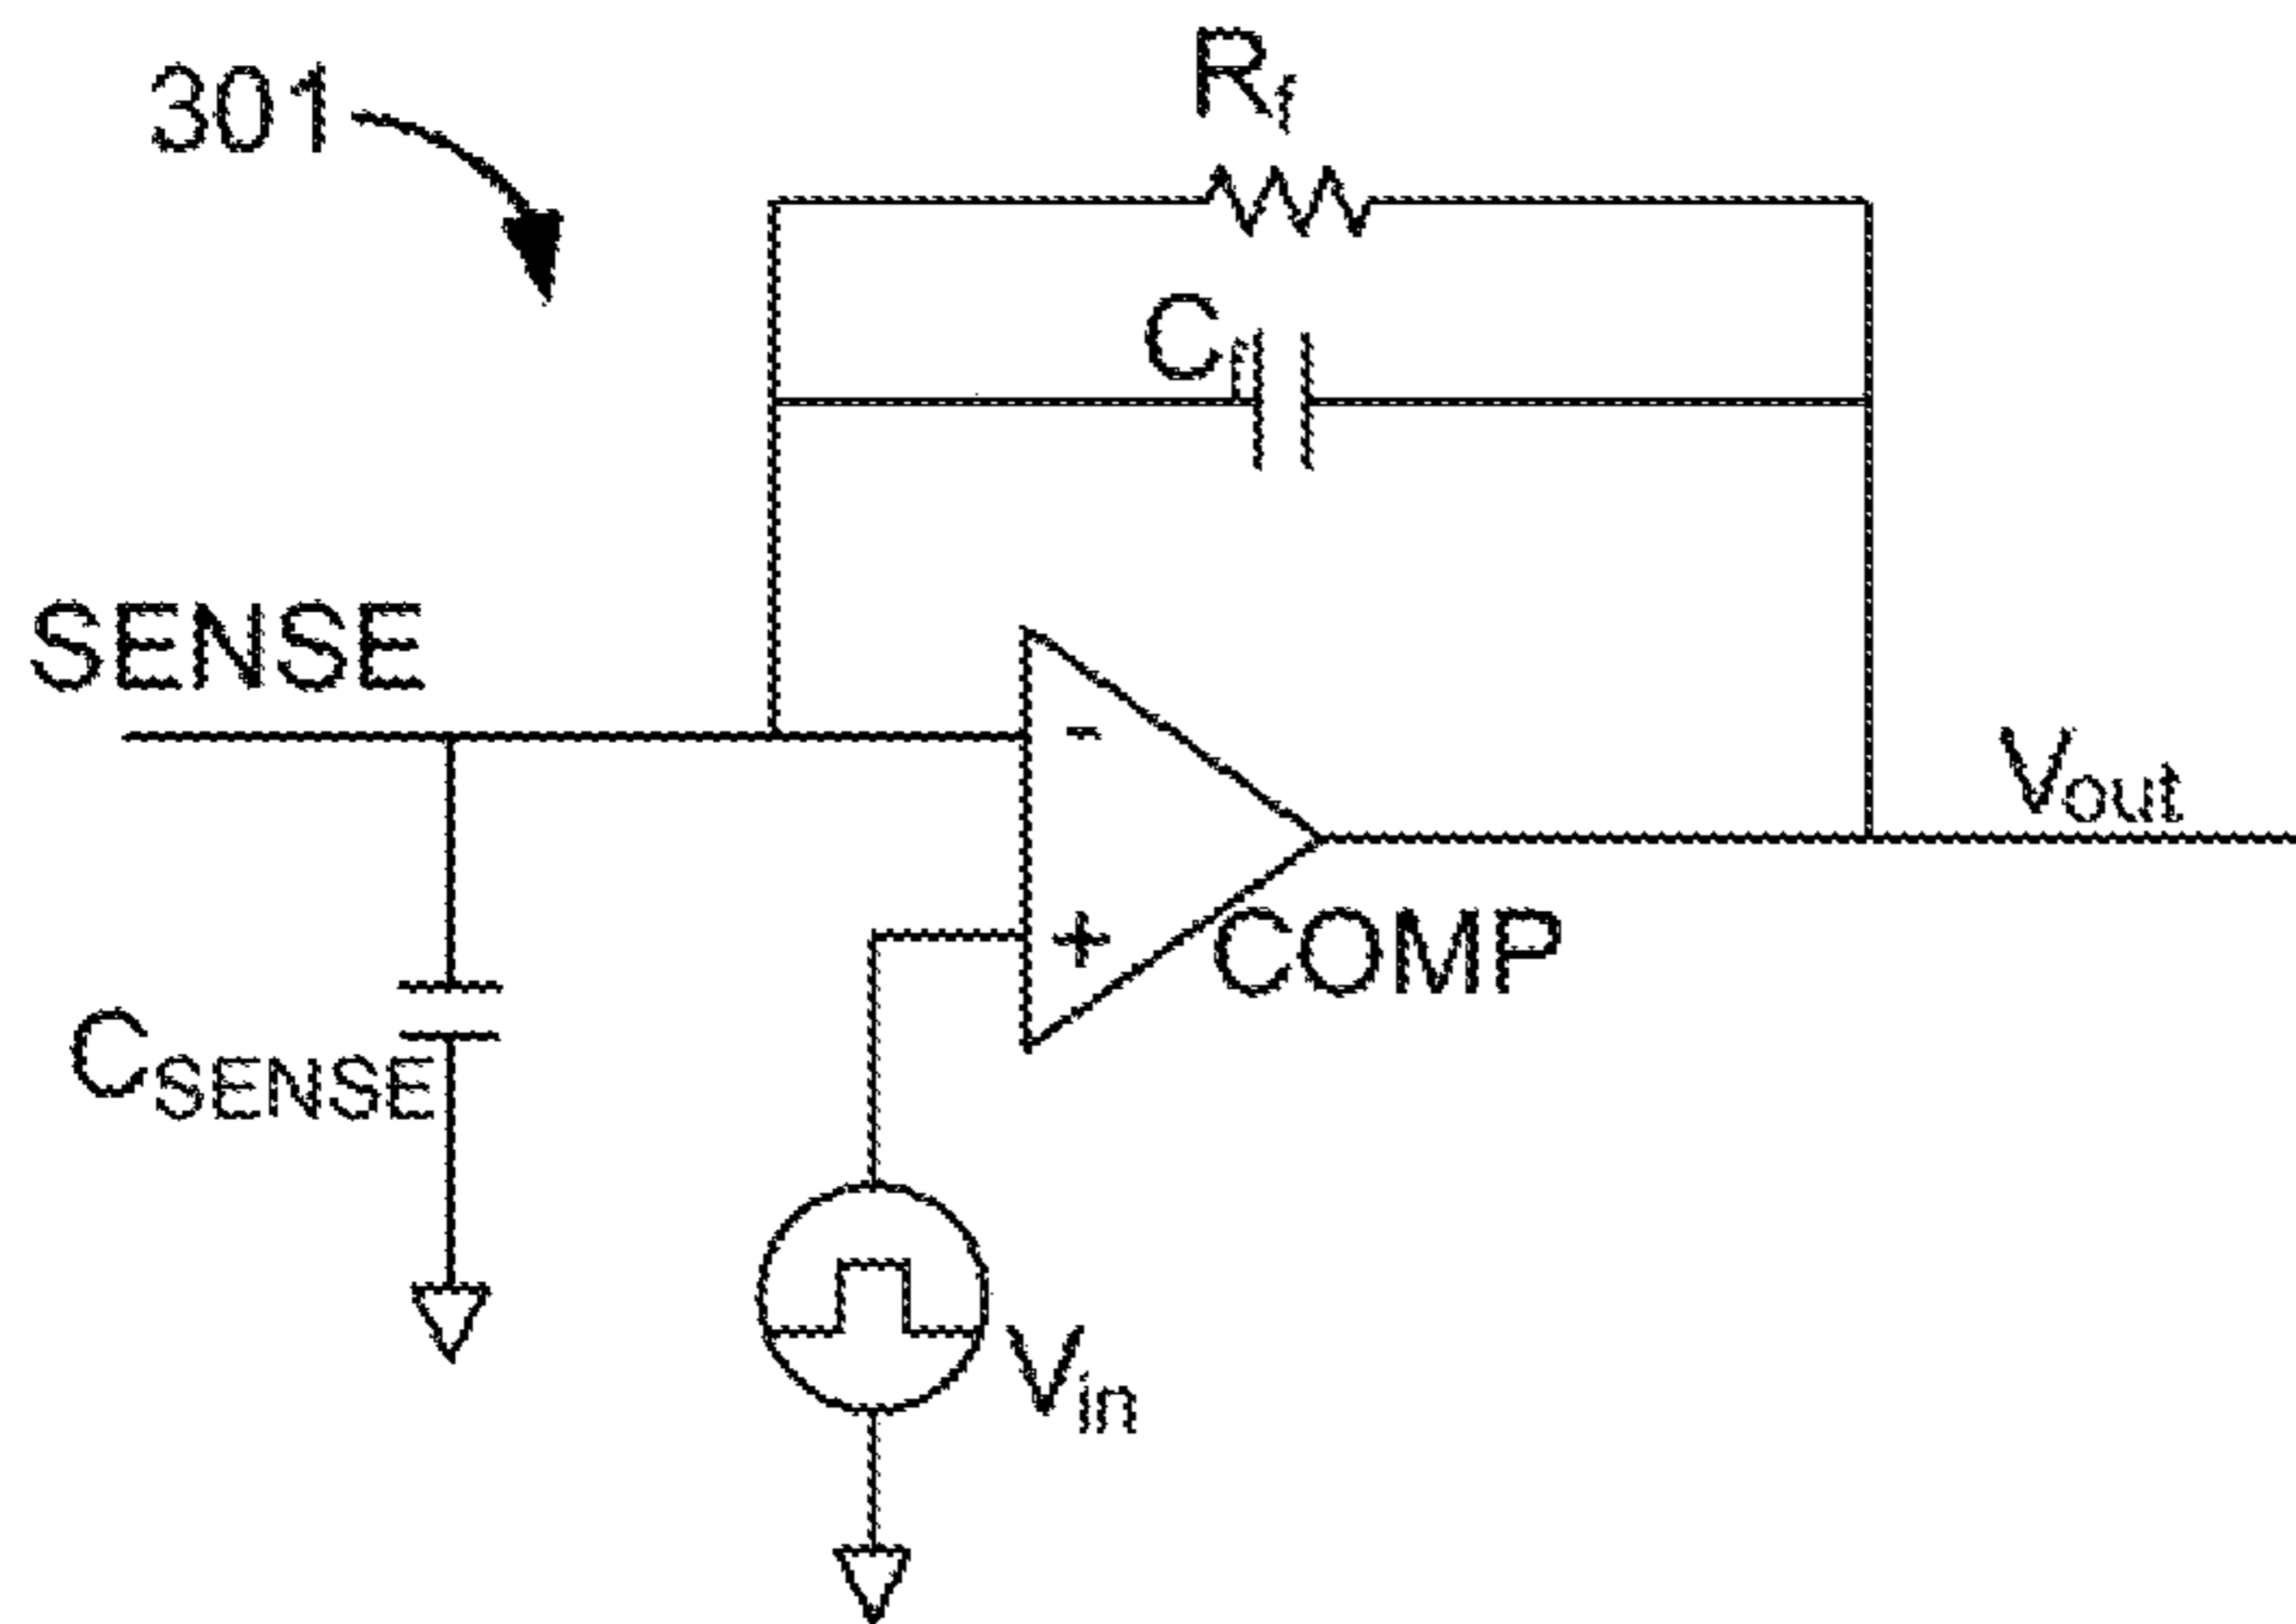 301
Rf
Cf
SENSE
-
Vout
+
COMP
CSENSE
Vin